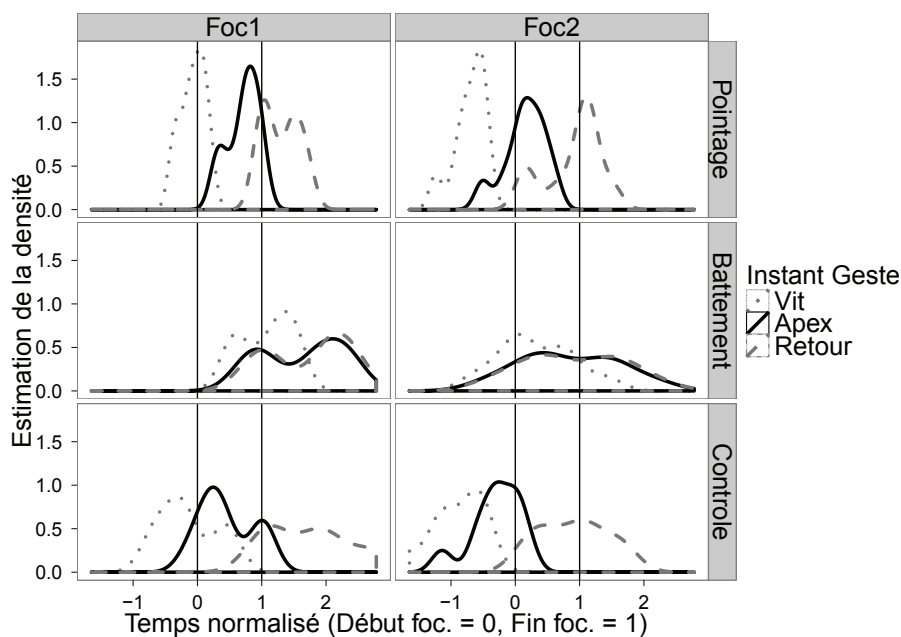 Foc1 Foc2
1.5
1.0
0.5
0.0
Pointage
1.5
1.0
0.5
0.0
Battement
1.5
1.0
0.5
0.0
Controle
Estimation de la densité
−1 0 1 2 −1 0 1 2
Temps normalisé (Début foc. = 0, Fin foc. = 1)
Instant Geste
Vit
Apex
Retour